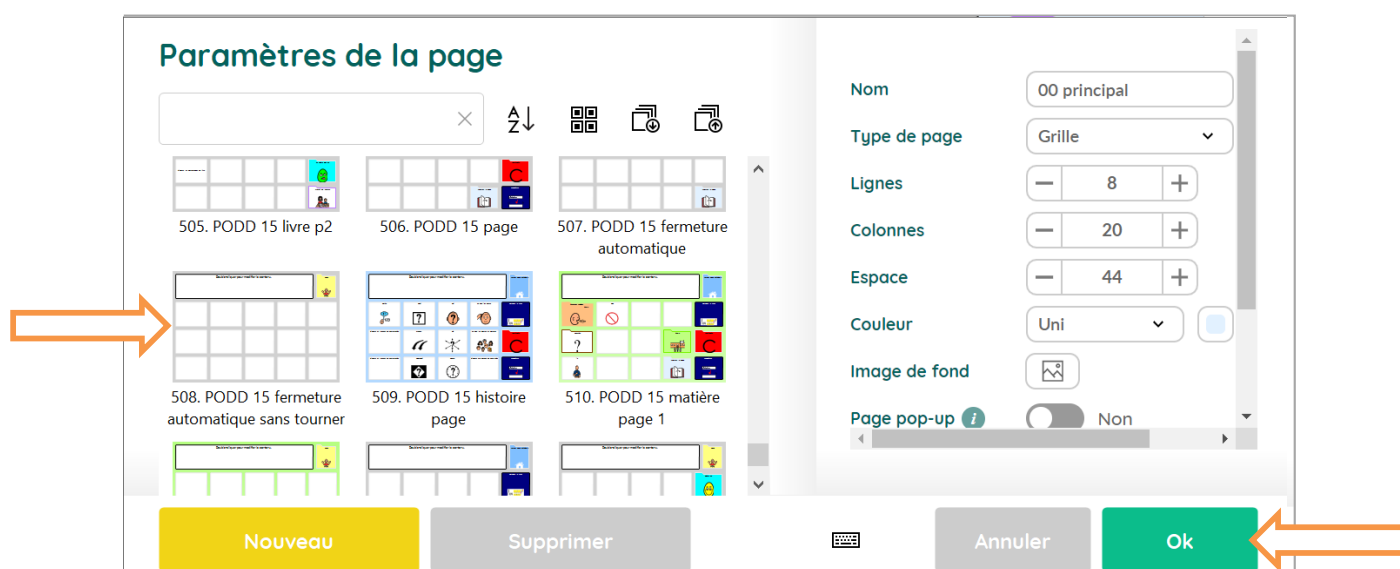 Paramètres de la page
505. PODD 15 livre p2
506. PODD 15 page
507. PODD 15 fermeture
automatique
508. PODD 15 fermeture
automatique sans tourner
509. PODD 15 histoire
page
510. PODD 15 matière
page 1
Nouveau
Supprimer
Nom
00 principal
Type de page
Grille
Lignes
8
Colonnes
20
Espace
44
Couleur
Uni
Image de fond
Page pop-up
Non
Annuler
Ok